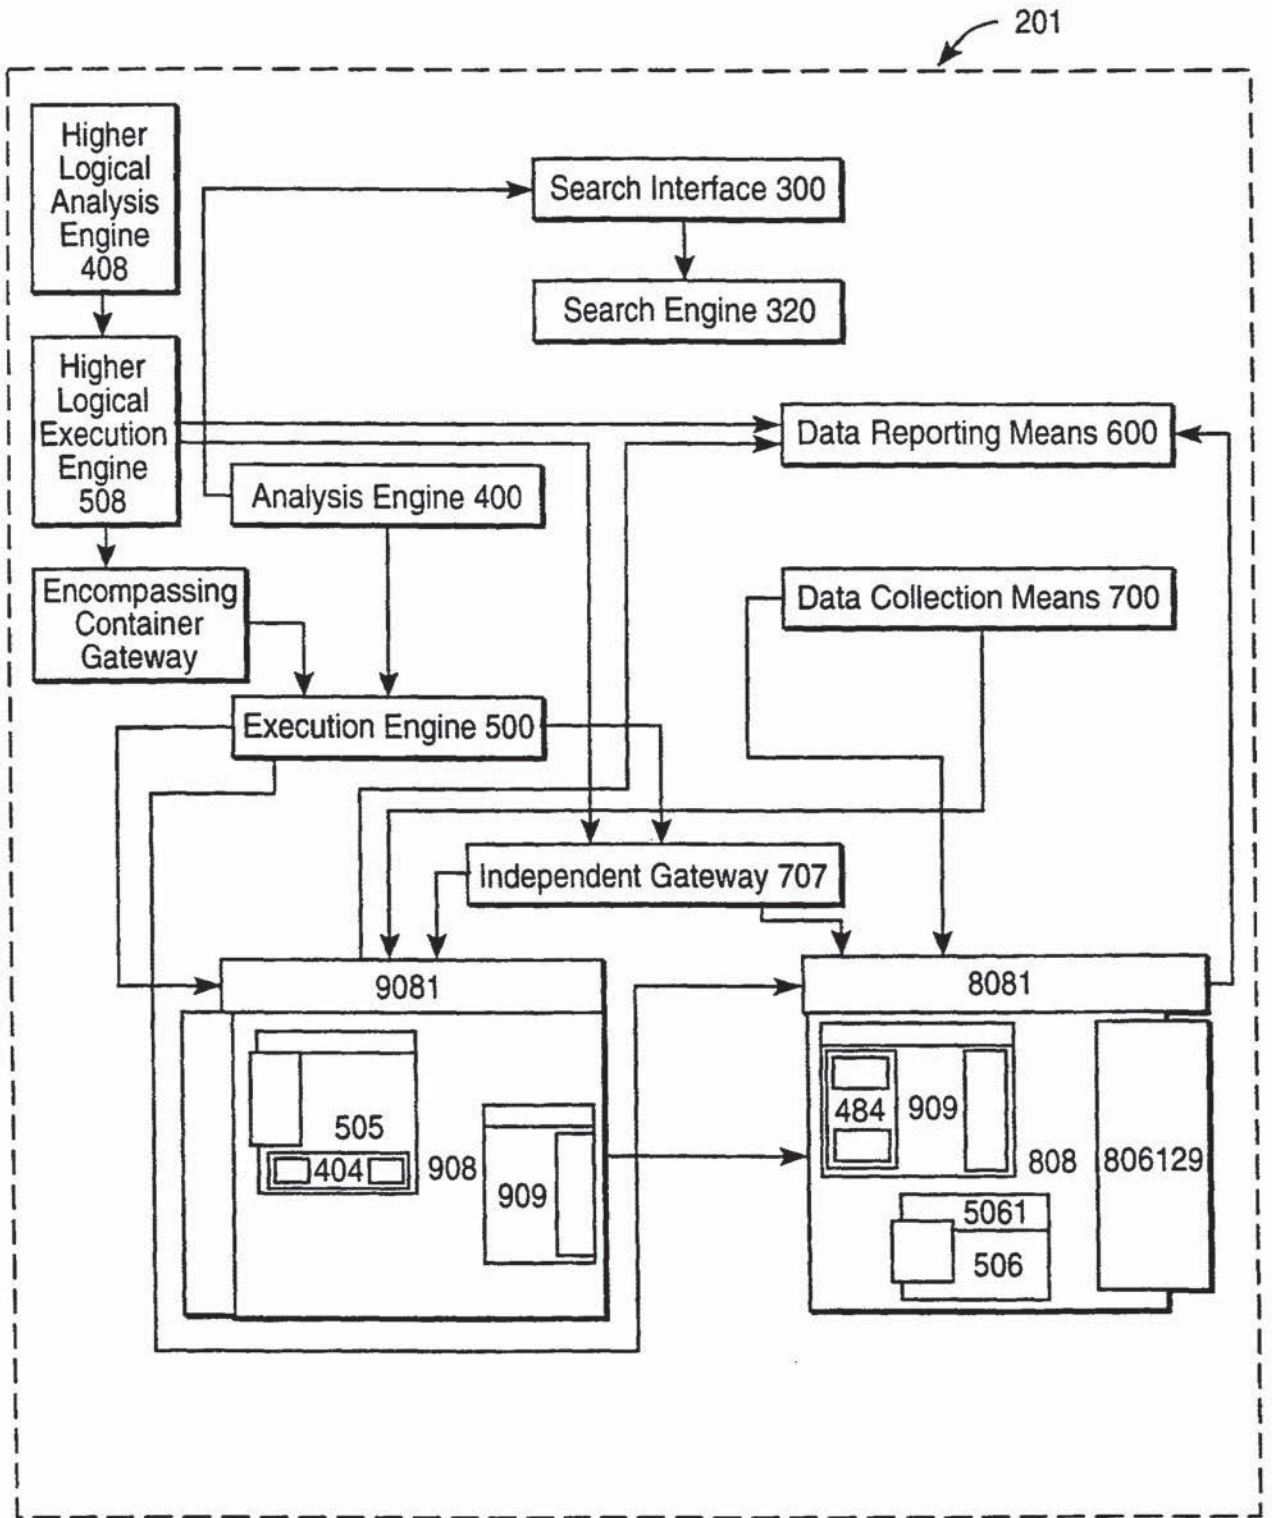 201
Higher
Logical
Analysis
Engine
408
Search Interface 300
Search Engine 320
Higher
Logical
Execution
Engine
508
Data Reporting Means 600
Analysis Engine 400
Encompassing
Container
Gateway
Data Collection Means 700
Execution Engine 500
Independent Gateway 707
9081
8081
505
404
908
909
484
909
808
806129
5061
506